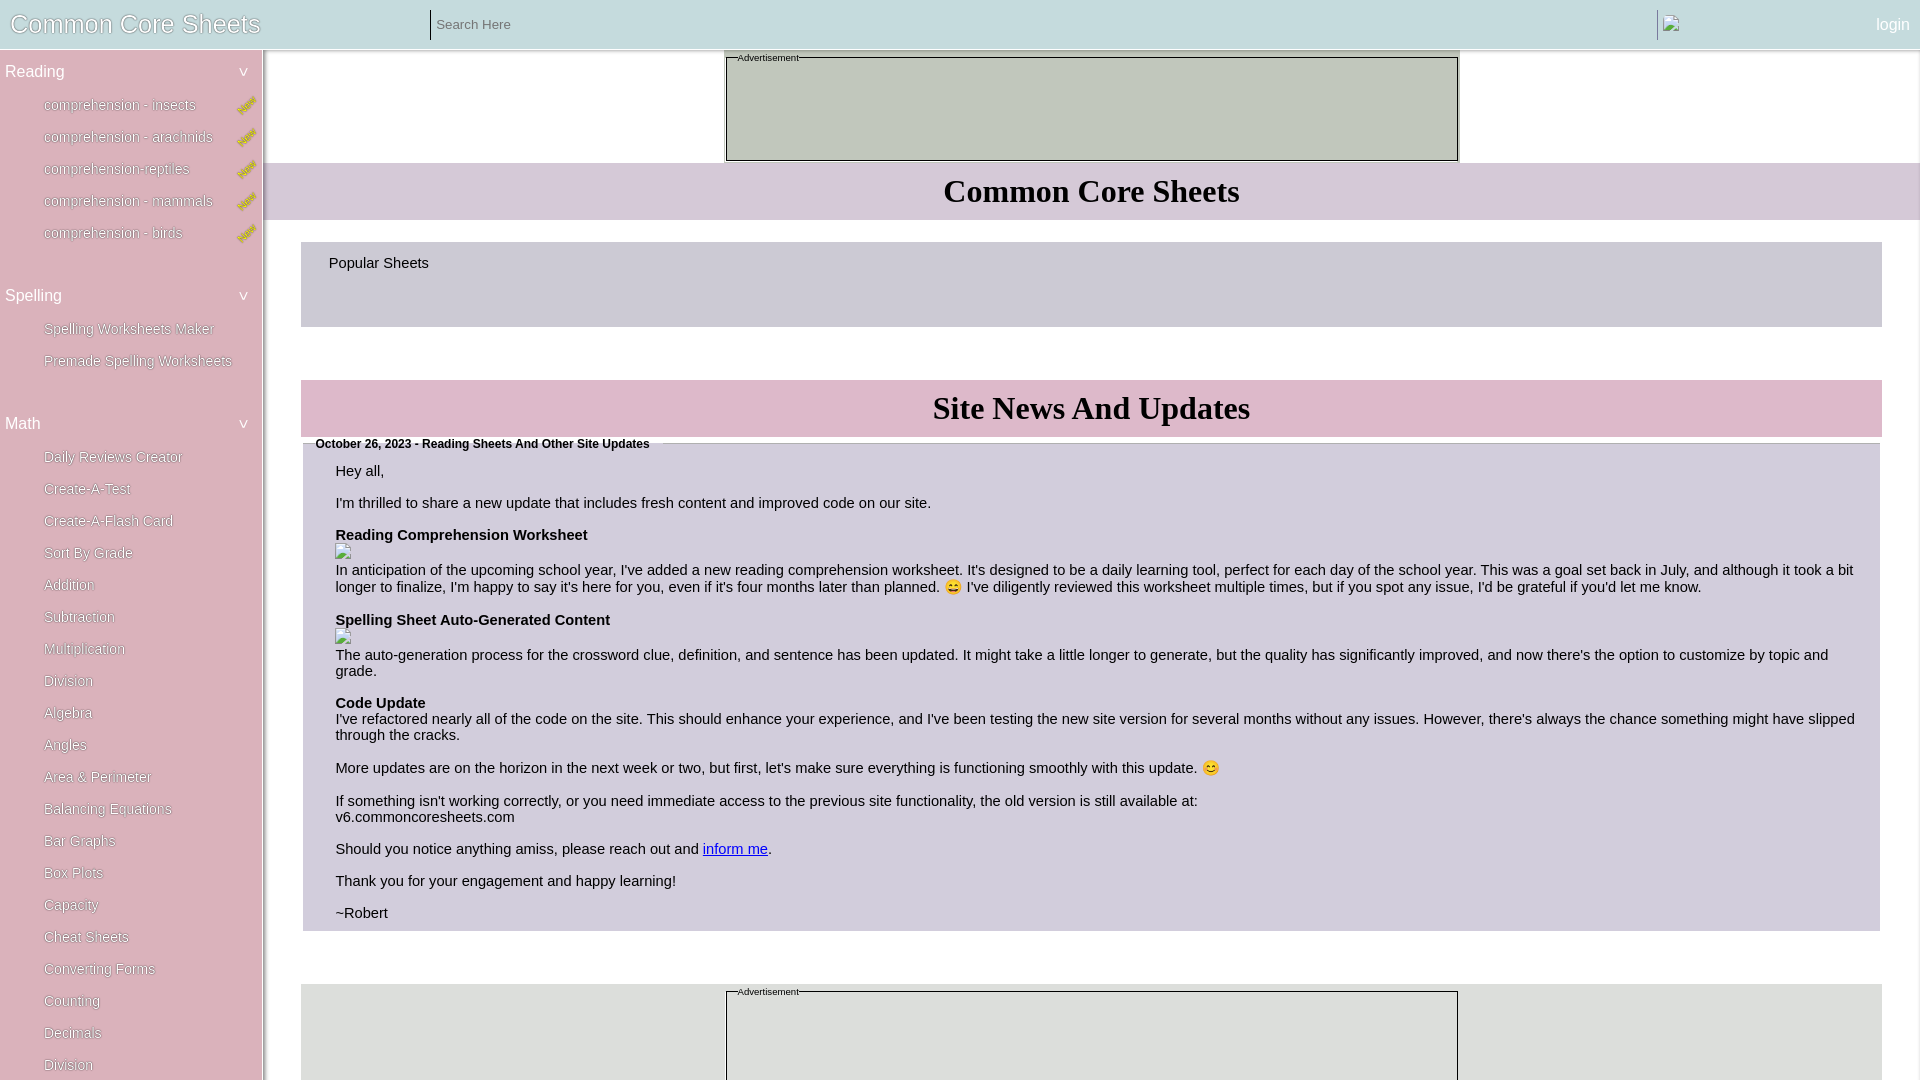 Common Core Sheets
Search Here
login
Reading v
comprehension - insects New
comprehension - arachnids New
comprehension-reptiles New
comprehension - mammals New
comprehension - birds New
Spelling v
Spelling Worksheets Maker
Premade Spelling Worksheets
Math v
Daily Reviews Creator
Create-A-Test
Create-A-Flash Card
Sort By Grade
Addition
Subtraction
Multiplication
Division
Algebra
Angles
Area & Perimeter
Balancing Equations
Bar Graphs
Box Plots
Capacity
Cheat Sheets
Converting Forms
Counting
Decimals
Division
Advertisement
Common Core Sheets
Popular Sheets
Site News And Updates
October 26, 2023 - Reading Sheets And Other Site Updates
Hey all,
I'm thrilled to share a new update that includes fresh content and improved code on our site.
Reading Comprehension Worksheet
In anticipation of the upcoming school year, I've added a new reading comprehension worksheet. It's designed to be a daily learning tool, perfect for each day of the school year. This was a goal set back in July, and although it took a bit
longer to finalize, I'm happy to say it's here for you, even if it's four months later than planned. 😄 I've diligently reviewed this worksheet multiple times, but if you spot any issue, I'd be grateful if you'd let me know.
Spelling Sheet Auto-Generated Content
The auto-generation process for the crossword clue, definition, and sentence has been updated. It might take a little longer to generate, but the quality has significantly improved, and now there's the option to customize by topic and
grade.
Code Update
I've refactored nearly all of the code on the site. This should enhance your experience, and I've been testing the new site version for several months without any issues. However, there's always the chance something might have slipped
through the cracks.
More updates are on the horizon in the next week or two, but first, let's make sure everything is functioning smoothly with this update. 😊
If something isn't working correctly, or you need immediate access to the previous site functionality, the old version is still available at:
v6.commoncoresheets.com
Should you notice anything amiss, please reach out and inform me.
Thank you for your engagement and happy learning!
~Robert
Advertisement